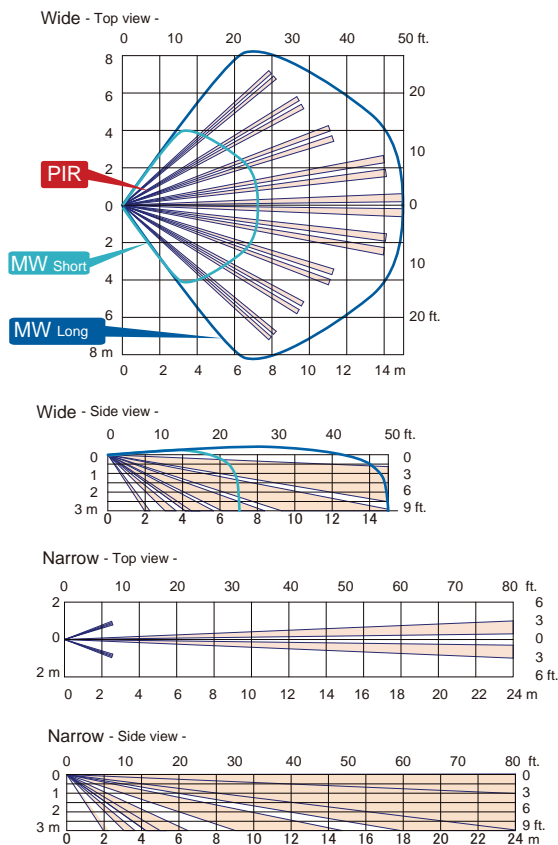 Wide - Top view -
0 10 20 30 40 50 ft.
8
6
4
2
0
2
4
6
8 m
20
10
0
10
20 ft.
PIR
MW Short
MW Long
0 2 4 6 8 10 12 14 m
Wide - Side view -
0 10 20 30 40 50 ft.
0 0
1 3
2 6
3 m 9 ft.
0 2 4 6 8 10 12 14
Narrow - Top view -
0 10 20 30 40 50 60 70 80 ft.
2 6
3
0 0
3
2 m 6 ft.
0 2 4 6 8 10 12 14 16 18 20 22 24 m
Narrow - Side view -
0 10 20 30 40 50 60 70 80 ft.
0 0
1 3
2 6
3 m 9 ft.
0 2 4 6 8 10 12 14 16 18 20 22 24 m